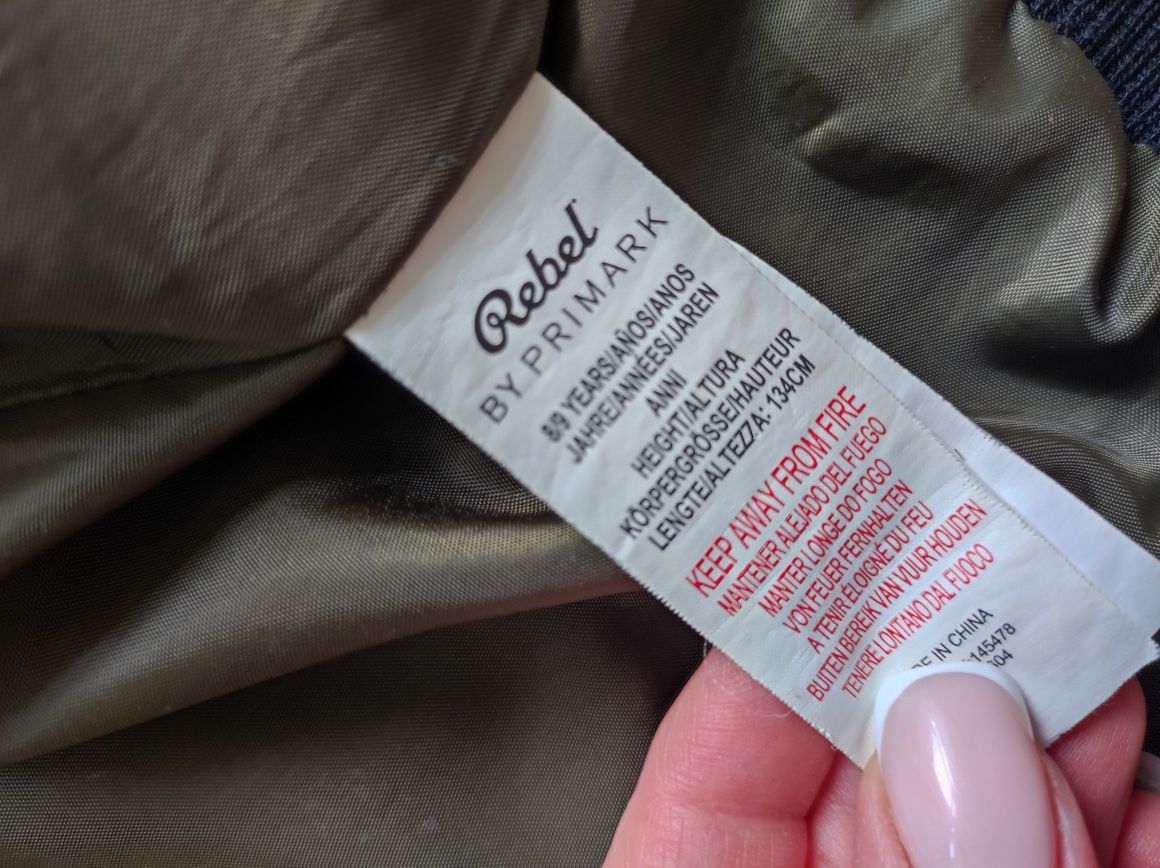 Rebel
BY PRIMARK
8/9 YEARS/AÑOS/ANOS
JAHRE/ANNÉES/JAREN
ANNI
HEIGHT/ALTURA
KÖRPERGRÖSSE/HAUTEUR
LENGTE/ALTEZZA: 134CM
KEEP AWAY FROM FIRE
MANTENER ALEJADO DEL FUEGO
MANTER LONGE DO FOGO
VON FEUER FERNHALTEN
A TENIR ÉLOIGNÉ DU FEU
BUITEN BEREIK VAN VUUR HOUDEN
TENERE LONTANO DAL FUOCO
IN CHINA